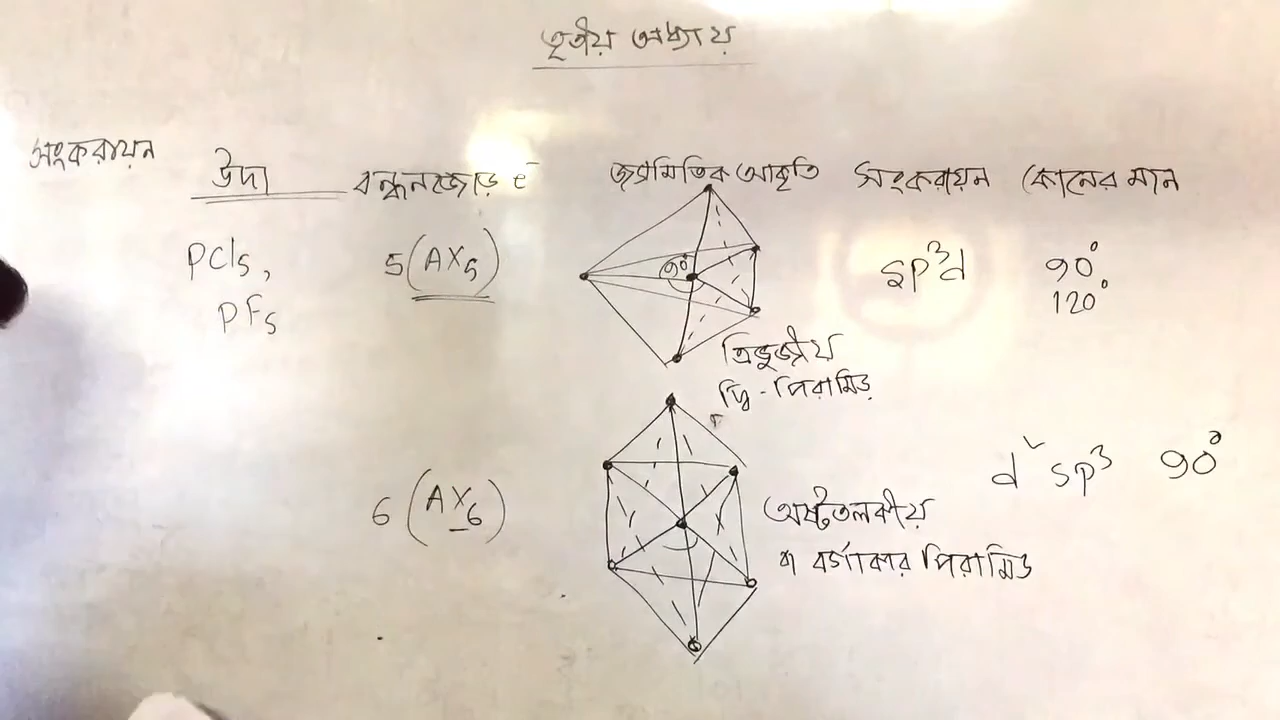 তৃতীয় অধ্যায়
সংকরায়ন উদা বন্ধনজোড় e⁻ জ্যামিতিক আকৃতি সংকরায়ন কোনের মান
PCl₅, 5 (AX₅) 90° sp³d 90°
PF₅ 120°
ত্রিভুজীয়
দ্বি-পিরামিড
6 (AX₆) d²sp³ 90°
অষ্টতলকীয়
বা বর্গাকার পিরামিড